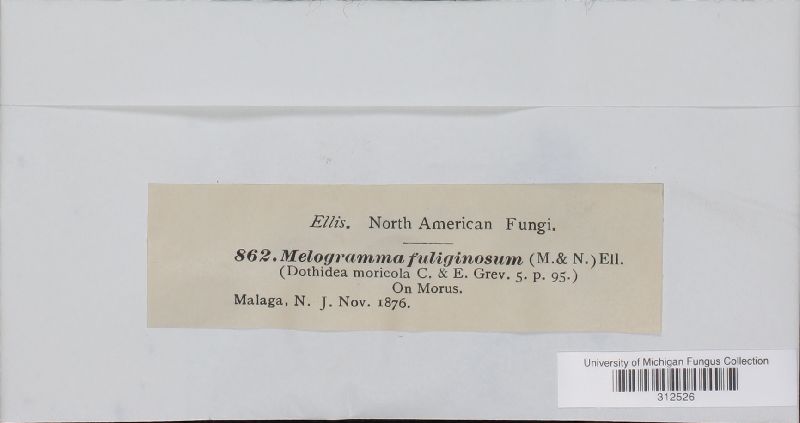 Ellis. North American Fungi.
862. Melogramma fuliginosum (M. & N.) Ell.
(Dothidea moricola C. & E. Grev. 5. p. 95.)
On Morus.
Malaga, N. J. Nov. 1876.
University of Michigan Fungus Collection
312526